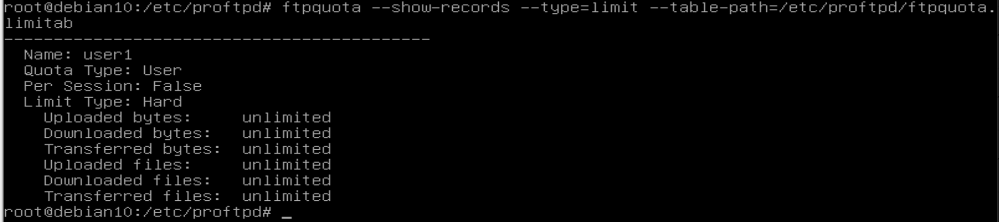 root@debian10:/etc/proftpd# ftpquota --show-records --type=limit --table-path=/etc/proftpd/ftpquota.
limitab
-------------------------------------------
  Name: user1
  Quota Type: User
  Per Session: False
  Limit Type: Hard
    Uploaded bytes:     unlimited
    Downloaded bytes:   unlimited
    Transferred bytes:  unlimited
    Uploaded files:     unlimited
    Downloaded files:   unlimited
    Transferred files:  unlimited
root@debian10:/etc/proftpd# _